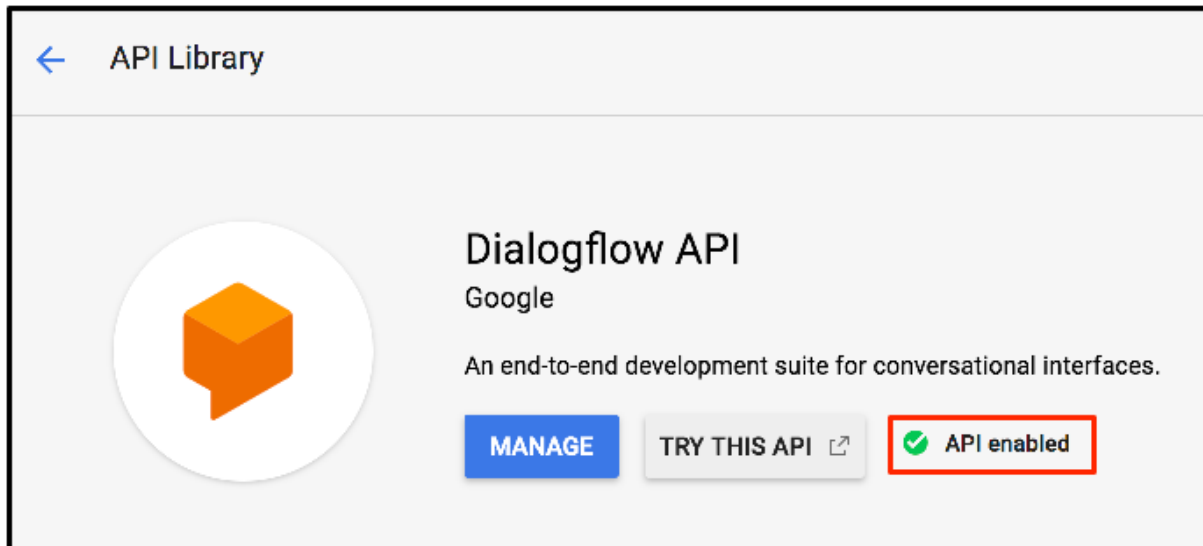 API Library
Dialogflow API
Google
An end-to-end development suite for conversational interfaces.
MANAGE TRY THIS API API enabled